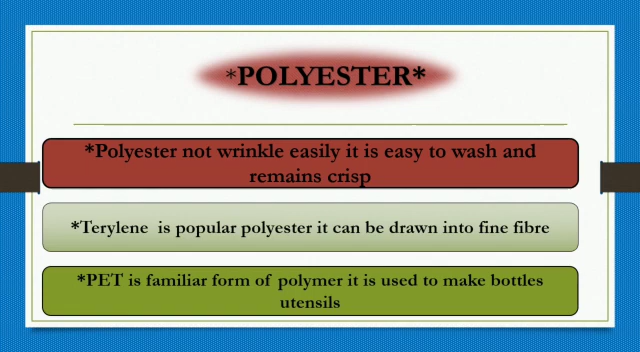 *POLYESTER*
*Polyester not wrinkle easily it is easy to wash and
remains crisp
*Terylene is popular polyester it can be drawn into fine fibre
*PET is familiar form of polymer it is used to make bottles
utensils